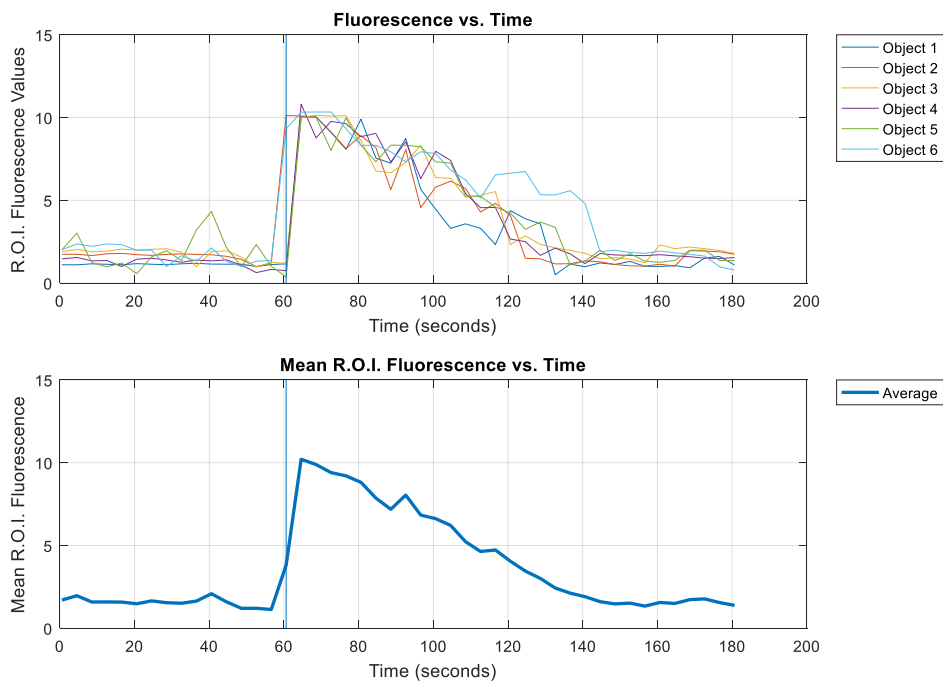 Fluorescence vs. Time
15
10
5
0
R.O.I. Fluorescence Values
0 20 40 60 80 100 120 140 160 180 200
Time (seconds)
Object 1
Object 2
Object 3
Object 4
Object 5
Object 6
Mean R.O.I. Fluorescence vs. Time
15
10
5
0
Mean R.O.I. Fluorescence
0 20 40 60 80 100 120 140 160 180 200
Time (seconds)
Average